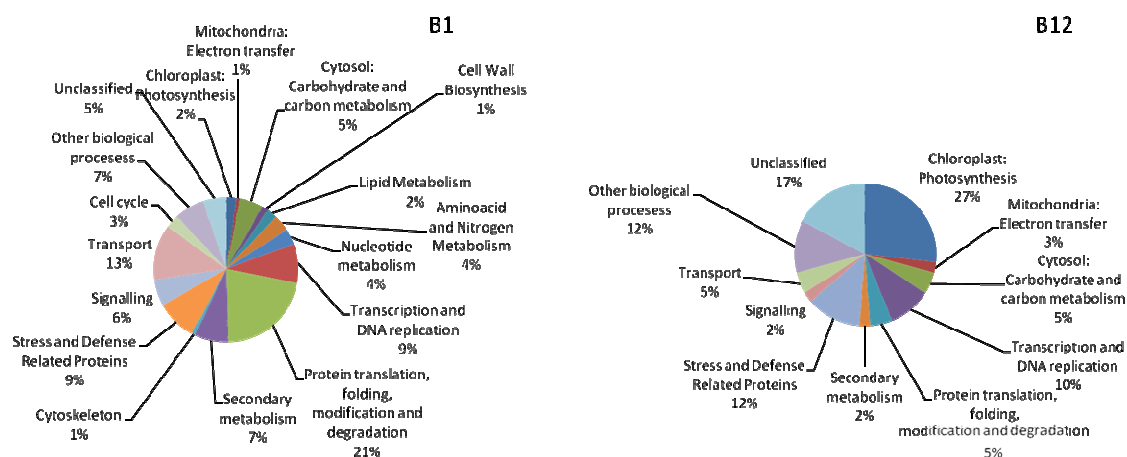 B1
Mitochondria:
Electron transfer
1%
Chloroplast:
Photosynthesis
2%
Cytosol:
Carbohydrate and
carbon metabolism
5%
Cell Wall
Biosynthesis
1%
Unclassified
5%
Other biological
procesess
7%
Lipid Metabolism
2%
Aminoacid
and Nitrogen
Metabolism
4%
Cell cycle
3%
Transport
13%
Nucleotide
metabolism
4%
Signalling
6%
Transcription and
DNA replication
9%
Stress and Defense
Related Proteins
9%
Protein translation,
folding,
modification and
degradation
21%
Cytoskeleton
1%
Secondary
metabolism
7%
B12
Unclassified
17%
Chloroplast:
Photosynthesis
27%
Other biological
procesess
12%
Mitochondria:
Electron transfer
3%
Transport
5%
Cytosol:
Carbohydrate and
carbon metabolism
5%
Signalling
2%
Transcription and
DNA replication
10%
Stress and Defense
Related Proteins
12%
Secondary
metabolism
2%
Protein translation,
folding,
modification and degradation
5%